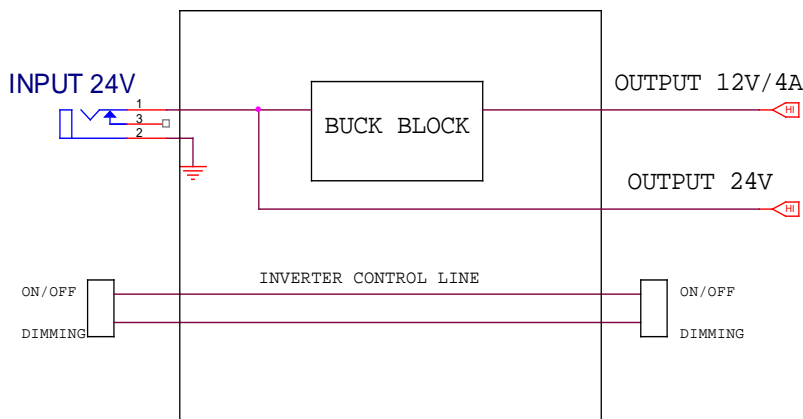 INPUT 24V
1
3
2
BUCK BLOCK
OUTPUT 12V/4A
HI
OUTPUT 24V
HI
INVERTER CONTROL LINE
ON/OFF
DIMMING
ON/OFF
DIMMING